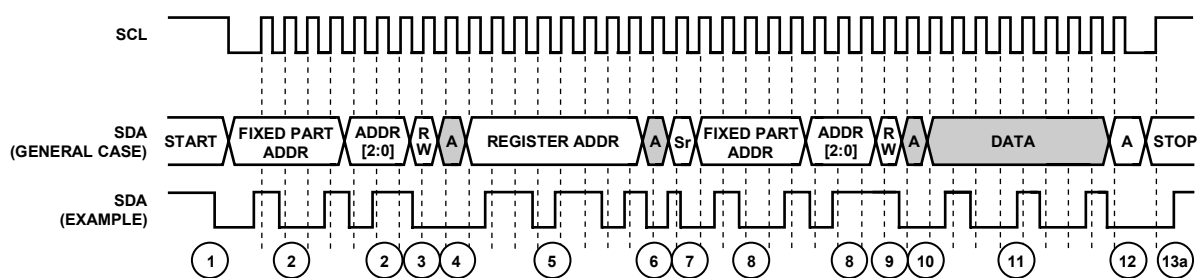 SCL
SDA
(GENERAL CASE)
START
FIXED PART
ADDR
ADDR
[2:0]
R
W
A
REGISTER ADDR
A
Sr
FIXED PART
ADDR
ADDR
[2:0]
R
W
A
DATA
A
STOP
SDA
(EXAMPLE)
1
2
2
3
4
5
6
7
8
8
9
10
11
12
13a